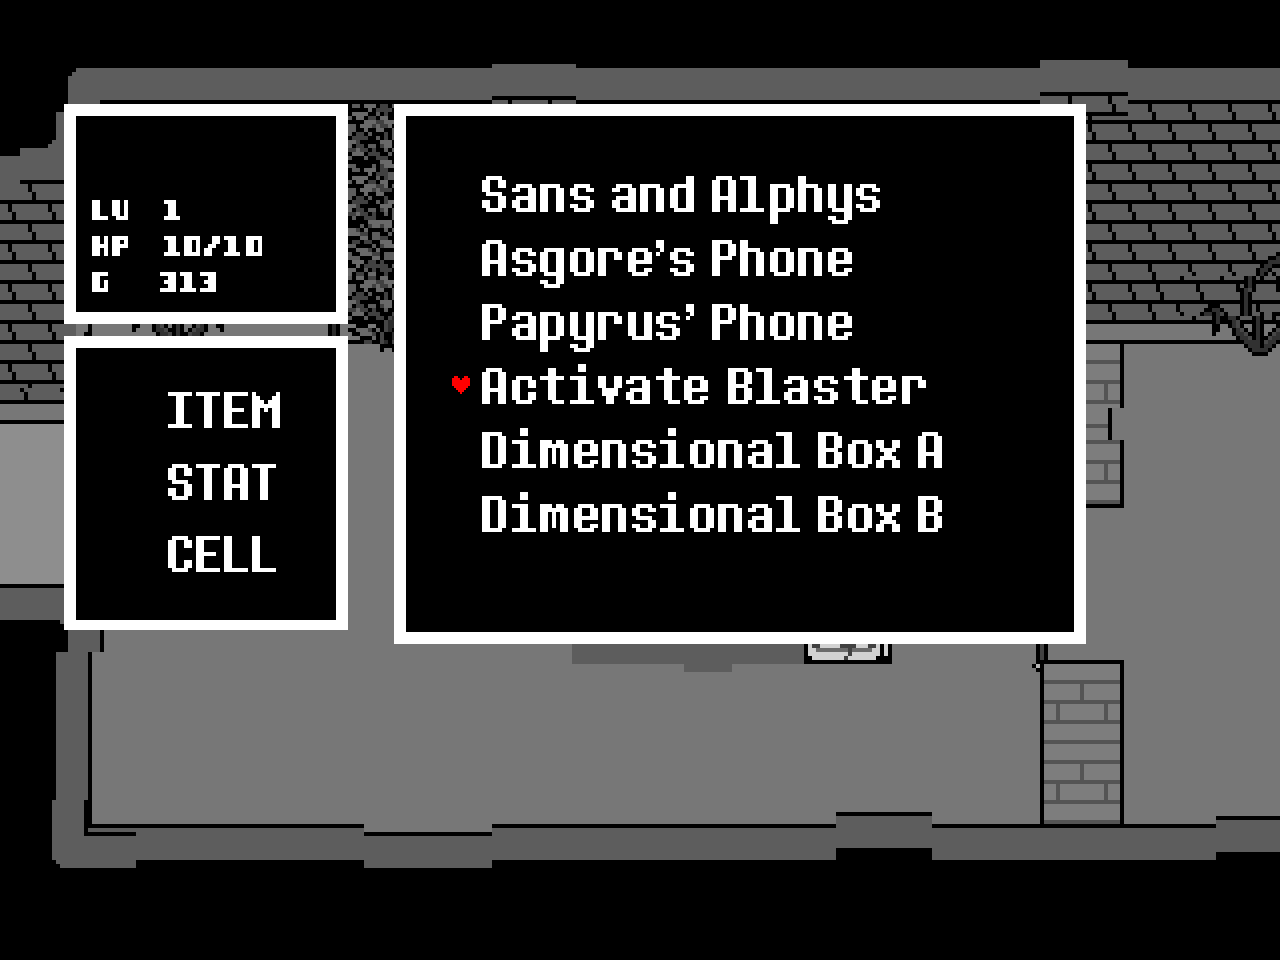 LV 1
HP 10/10
G 313
ITEM
STAT
CELL
Sans and Alphys
Asgore's Phone
Papyrus' Phone
Activate Blaster
Dimensional Box A
Dimensional Box B